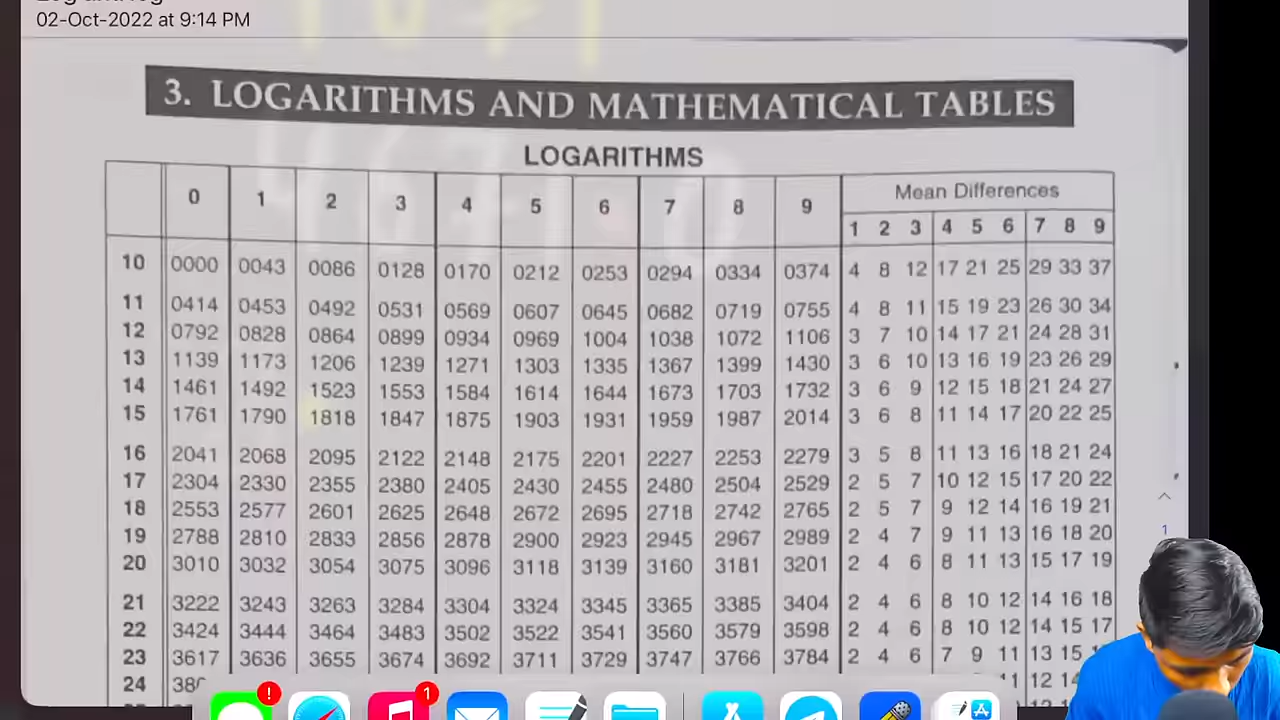 02-Oct-2022 at 9:14 PM
3. LOGARITHMS AND MATHEMATICAL TABLES
LOGARITHMS
0 1 2 3 4 5 6 7 8 9 Mean Differences
1 2 3 4 5 6 7 8 9
10 0000 0043 0086 0128 0170 0212 0253 0294 0334 0374 4 8 12 17 21 25 29 33 37
11 0414 0453 0492 0531 0569 0607 0645 0682 0719 0755 4 8 11 15 19 23 26 30 34
12 0792 0828 0864 0899 0934 0969 1004 1038 1072 1106 3 7 10 14 17 21 24 28 31
13 1139 1173 1206 1239 1271 1303 1335 1367 1399 1430 3 6 10 13 16 19 23 26 29
14 1461 1492 1523 1553 1584 1614 1644 1673 1703 1732 3 6 9 12 15 18 21 24 27
15 1761 1790 1818 1847 1875 1903 1931 1959 1987 2014 3 6 8 11 14 17 20 22 25
16 2041 2068 2095 2122 2148 2175 2201 2227 2253 2279 3 5 8 11 13 16 18 21 24
17 2304 2330 2355 2380 2405 2430 2455 2480 2504 2529 2 5 7 10 12 15 17 20 22
18 2553 2577 2601 2625 2648 2672 2695 2718 2742 2765 2 5 7 9 12 14 16 19 21
19 2788 2810 2833 2856 2878 2900 2923 2945 2967 2989 2 4 7 9 11 13 16 18 20
20 3010 3032 3054 3075 3096 3118 3139 3160 3181 3201 2 4 6 8 11 13 15 17 19
21 3222 3243 3263 3284 3304 3324 3345 3365 3385 3404 2 4 6 8 10 12 14 16 18
22 3424 3444 3464 3483 3502 3522 3541 3560 3579 3598 2 4 6 8 10 12 14 15 17
23 3617 3636 3655 3674 3692 3711 3729 3747 3766 3784 2 4 6 7 9 11 13 15
24 11 12
1
! 1